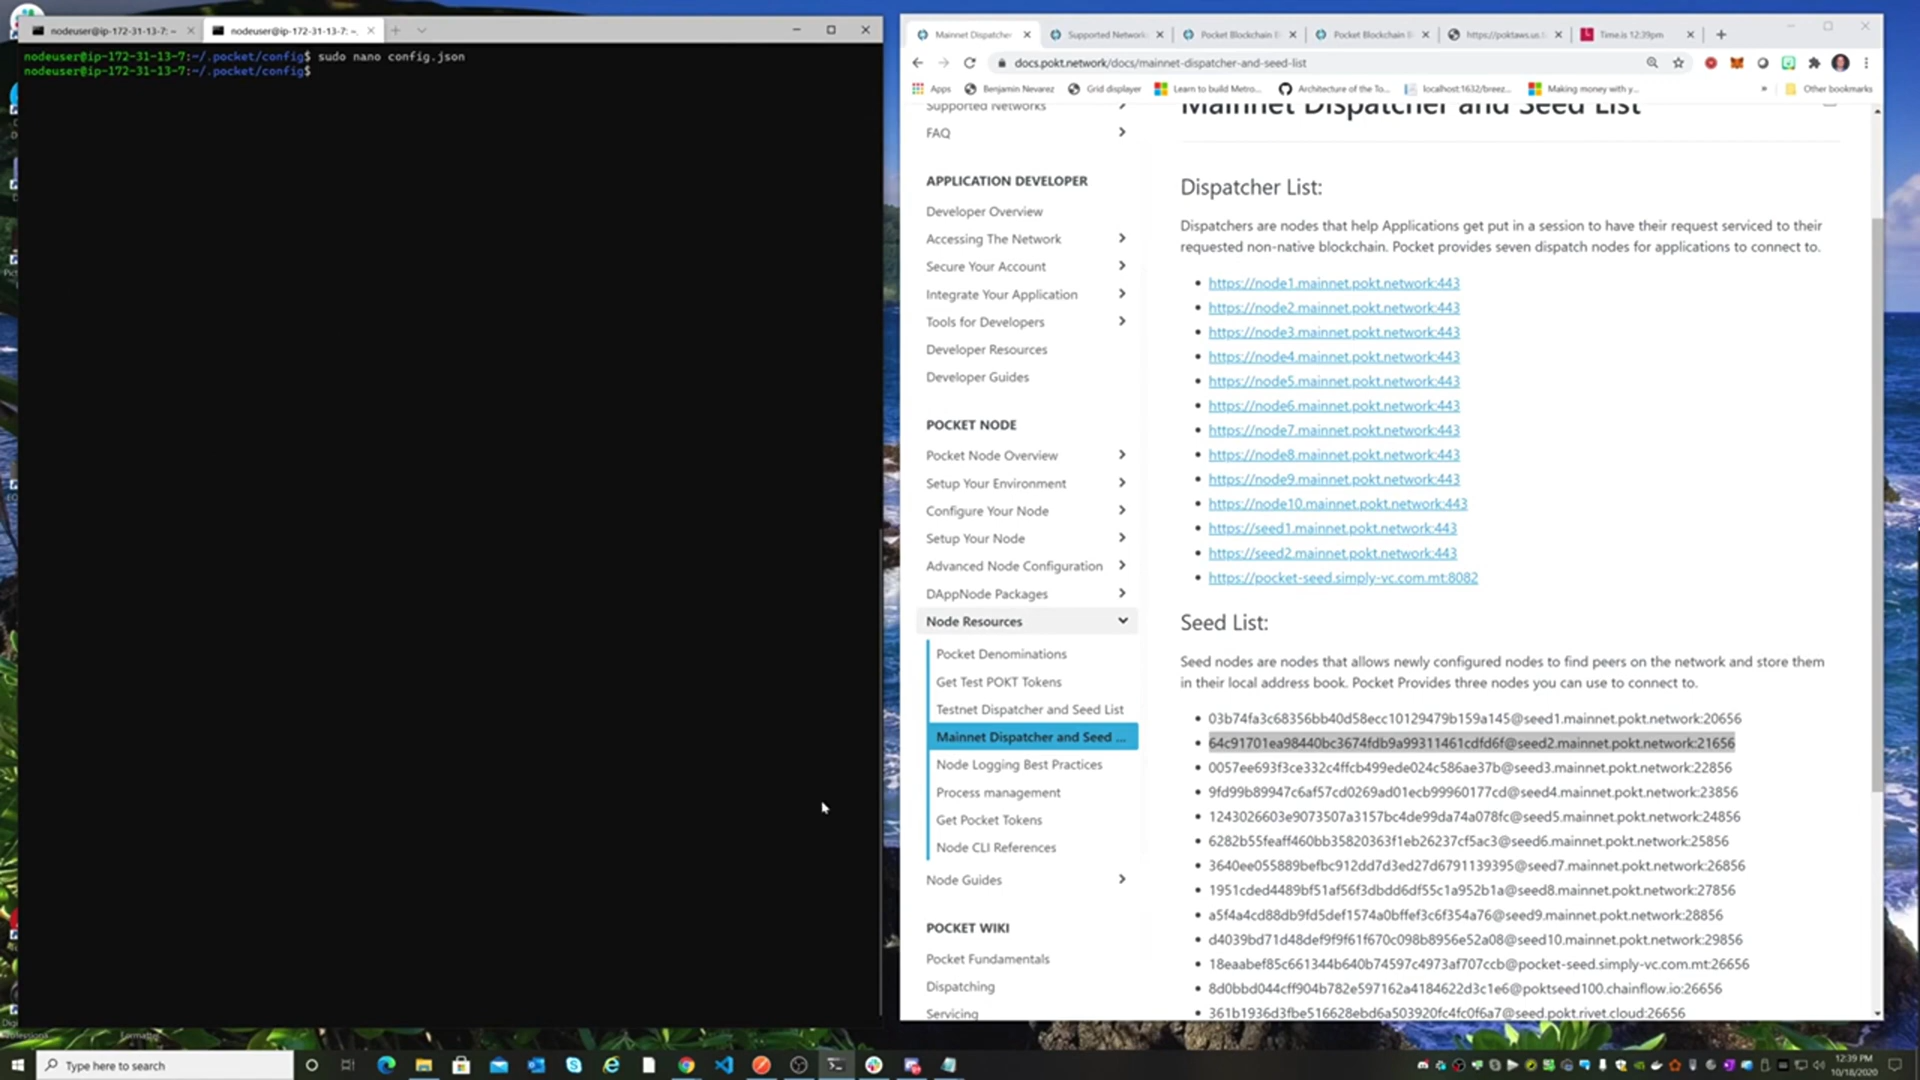 nodeuser@ip-172-31-13-7: ~
nodeuser@ip-172-31-13-7: ~
nodeuser@ip-172-31-13-7:~/.pocket/config$ sudo nano config.json
nodeuser@ip-172-31-13-7:~/.pocket/config$
Mainnet Dispatcher
Supported Network
Pocket Blockchain
Pocket Blockchain
https://poktaws.us
Time.is 12:39pm
docs.pokt.network/docs/mainnet-dispatcher-and-seed-list
Apps
Benjamin Nevarez
Grid displayer
Learn to build Metro...
Architecture of the To...
localhost:1632/breez...
Making money with y...
»
Other bookmarks
Supported Networks
FAQ
APPLICATION DEVELOPER
Developer Overview
Accessing The Network
Secure Your Account
Integrate Your Application
Tools for Developers
Developer Resources
Developer Guides
POCKET NODE
Pocket Node Overview
Setup Your Environment
Configure Your Node
Setup Your Node
Advanced Node Configuration
DAppNode Packages
Node Resources
Pocket Denominations
Get Test POKT Tokens
Testnet Dispatcher and Seed List
Mainnet Dispatcher and Seed ...
Node Logging Best Practices
Process management
Get Pocket Tokens
Node CLI References
Node Guides
POCKET WIKI
Pocket Fundamentals
Dispatching
Servicing
Mainnet Dispatcher and Seed List
Dispatcher List:
Dispatchers are nodes that help Applications get put in a session to have their request serviced to their
requested non-native blockchain. Pocket provides seven dispatch nodes for applications to connect to.
• https://node1.mainnet.pokt.network:443
• https://node2.mainnet.pokt.network:443
• https://node3.mainnet.pokt.network:443
• https://node4.mainnet.pokt.network:443
• https://node5.mainnet.pokt.network:443
• https://node6.mainnet.pokt.network:443
• https://node7.mainnet.pokt.network:443
• https://node8.mainnet.pokt.network:443
• https://node9.mainnet.pokt.network:443
• https://node10.mainnet.pokt.network:443
• https://seed1.mainnet.pokt.network:443
• https://seed2.mainnet.pokt.network:443
• https://pocket-seed.simply-vc.com.mt:8082
Seed List:
Seed nodes are nodes that allows newly configured nodes to find peers on the network and store them
in their local address book. Pocket Provides three nodes you can use to connect to.
• 03b74fa3c68356bb40d58ecc10129479b159a145@seed1.mainnet.pokt.network:20656
• 64c91701ea98440bc3674fdb9a99311461cdfd6f@seed2.mainnet.pokt.network:21656
• 0057ee693f3ce332c4ffcb499ede024c586ae37b@seed3.mainnet.pokt.network:22856
• 9fd99b89947c6af57cd0269ad01ecb99960177cd@seed4.mainnet.pokt.network:23856
• 1243026603e9073507a3157bc4de99da74a078fc@seed5.mainnet.pokt.network:24856
• 6282b55feaff460bb35820363f1eb26237cf5ac3@seed6.mainnet.pokt.network:25856
• 3640ee055889befbc912dd7d3ed27d6791139395@seed7.mainnet.pokt.network:26856
• 1951cded4489bf51af56f3dbdd6df55c1a952b1a@seed8.mainnet.pokt.network:27856
• a5f4a4cd88db9fd5def1574a0bffef3c6f354a76@seed9.mainnet.pokt.network:28856
• d4039bd71d48def9f9f61f670c098b8956e52a08@seed10.mainnet.pokt.network:29856
• 18eaabef85c661344b640b74597c4973af707ccb@pocket-seed.simply-vc.com.mt:26656
• 8d0bbd044cff904b782e597162a4184622d3c1e6@poktseed100.chainflow.io:26656
• 361b1936d3fbe516628ebd6a503920fc4fc0f6a7@seed.pokt.rivet.cloud:26656
Type here to search
12:39 PM
10/18/2020